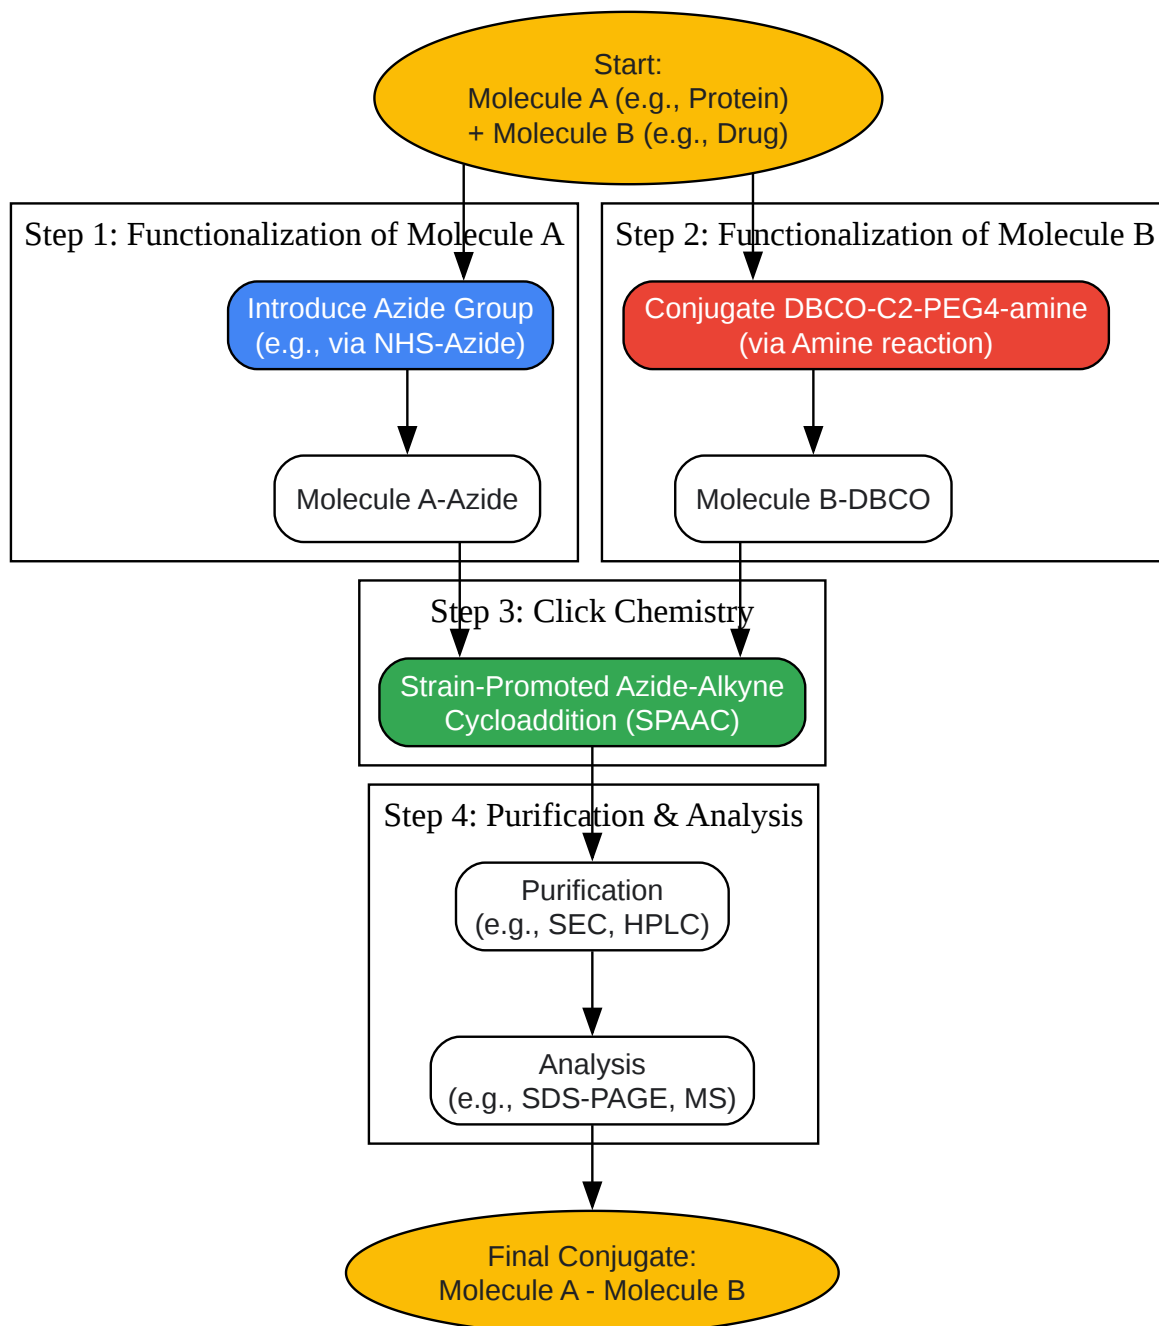 Start:
Molecule A (e.g., Protein)
+ Molecule B (e.g., Drug)
Step 1: Functionalization of Molecule A
Introduce Azide Group
(e.g., via NHS-Azide)
Molecule A-Azide
Step 2: Functionalization of Molecule B
Conjugate DBCO-C2-PEG4-amine
(via Amine reaction)
Molecule B-DBCO
Step 3: Click Chemistry
Strain-Promoted Azide-Alkyne
Cycloaddition (SPAAC)
Step 4: Purification & Analysis
Purification
(e.g., SEC, HPLC)
Analysis
(e.g., SDS-PAGE, MS)
Final Conjugate:
Molecule A - Molecule B